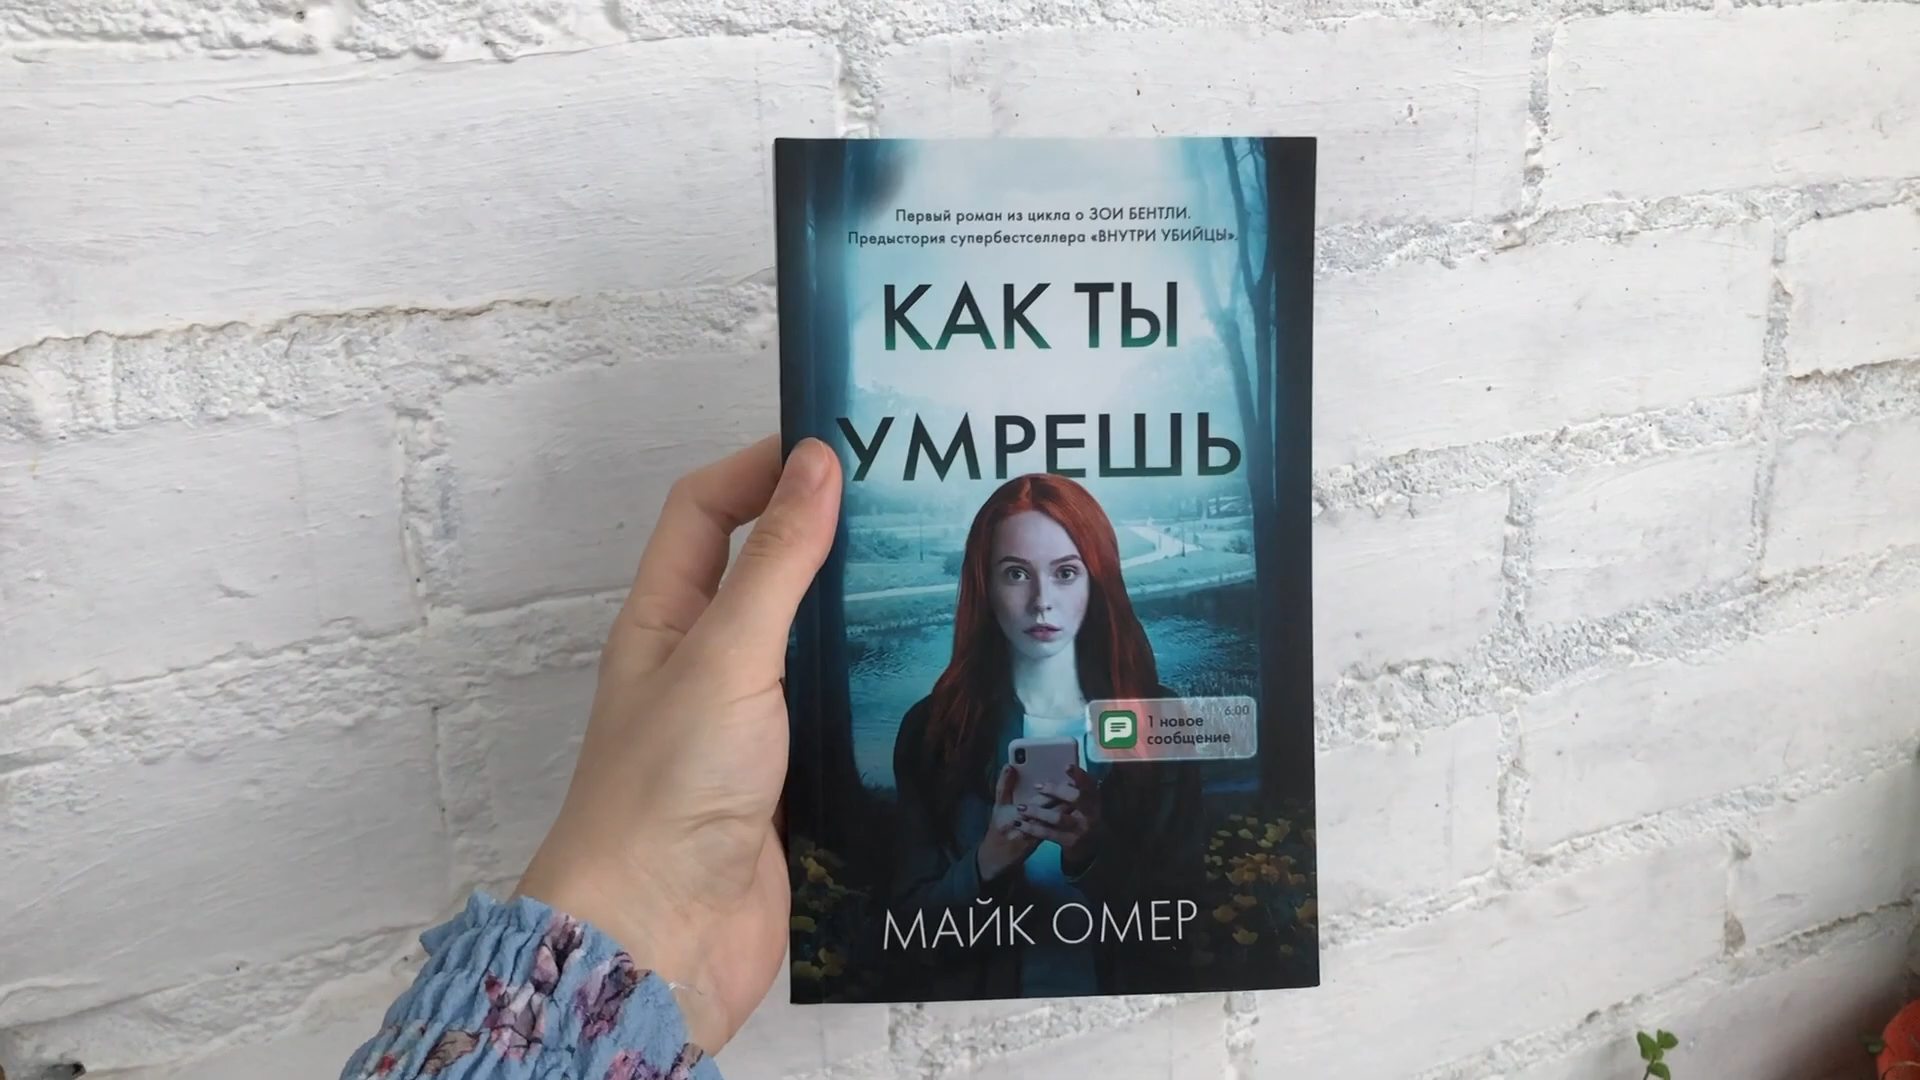 Первый роман из цикла о ЗОИ БЕНТЛИ.
Предыстория супербестселлера «ВНУТРИ УБИЙЦЫ».
КАК ТЫ
УМРЕШЬ
6:00
1 новое
сообщение
МАЙК ОМЕР